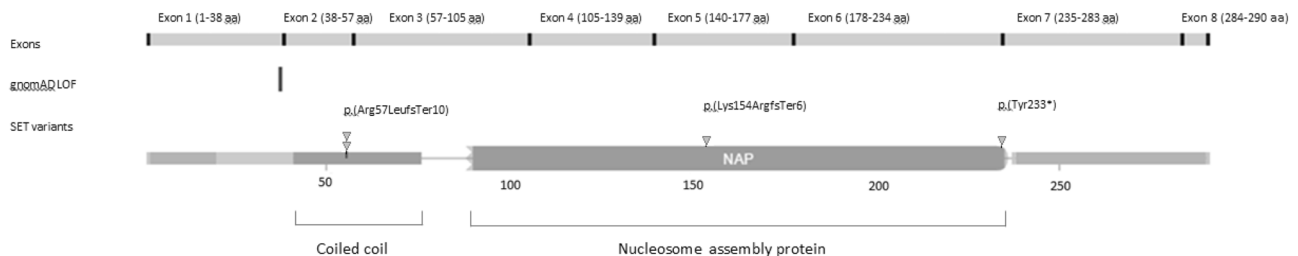 Exon 1 (1-38 aa) Exon 2 (38-57 aa) Exon 3 (57-105 aa) Exon 4 (105-139 aa) Exon 5 (140-177 aa) Exon 6 (178-234 aa) Exon 7 (235-283 aa) Exon 8 (284-290 aa)
Exons
gnomAD LOF
p.(Arg57LeufsTer10) p.(Lys154ArgfsTer6) p.(Tyr233*)
SET variants
NAP
50 100 150 200 250
Coiled coil Nucleosome assembly protein